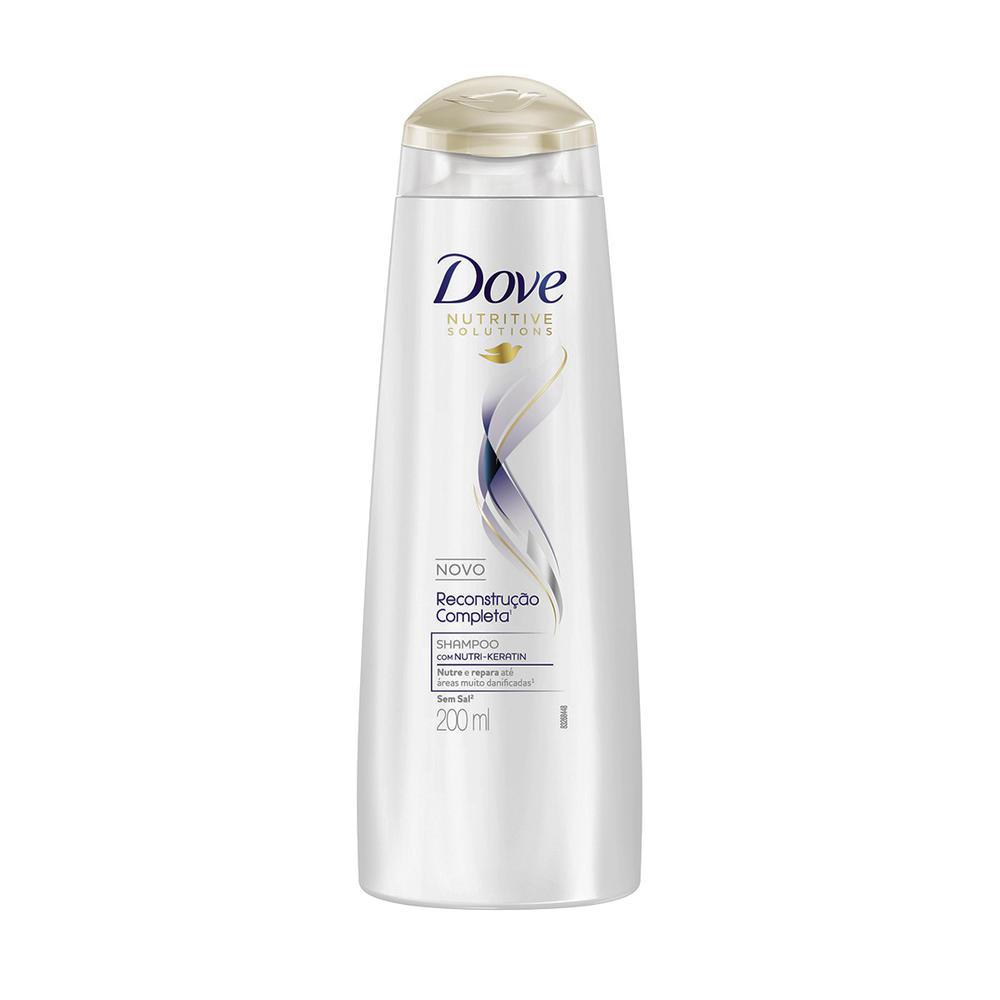 Dove
NUTRITIVE
SOLUTIONS
NOVO
Reconstrução
Completa¹
SHAMPOO
COM NUTRI-KERATIN
Nutre e repara até
áreas muito danificadas¹
Sem Sal²
200 ml